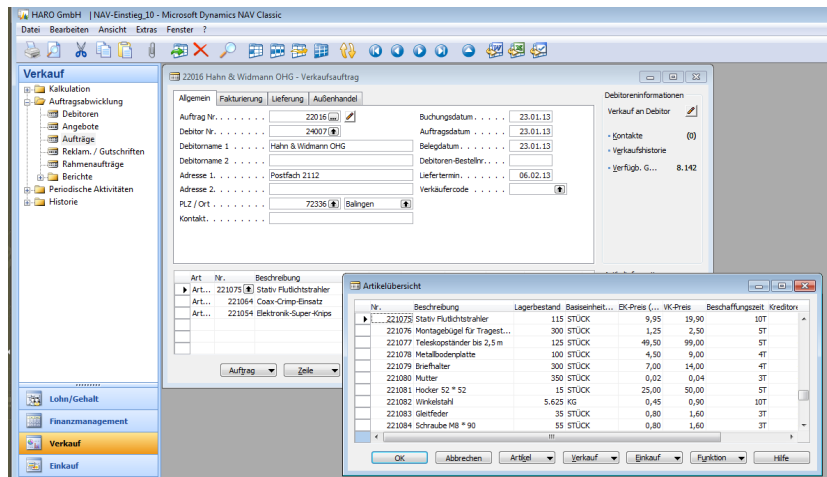 HARO GmbH | NAV-Einstieg_10 - Microsoft Dynamics NAV Classic
Datei Bearbeiten Ansicht Extras Fenster ?
Verkauf
Kalkulation
Auftragsabwicklung
Debitoren
Angebote
Aufträge
Reklam. / Gutschriften
Rahmenaufträge
Berichte
Periodische Aktivitäten
Historie
Lohn/Gehalt
Finanzmanagement
Verkauf
Einkauf
22016 Hahn & Widmann OHG - Verkaufsauftrag
Allgemein Fakturierung Lieferung Außenhandel
Auftrag Nr. . . . . . . . 22016 Buchungsdatum . . . . . 23.01.13
Debitor Nr. . . . . . . . 24007 Auftragsdatum . . . . . 23.01.13
Debitorname 1 . . . . . . Hahn & Widmann OHG Belegdatum . . . . . . 23.01.13
Debitorname 2 . . . . . . Debitoren-Bestellnr. . . .
Adresse 1. . . . . . . . Postfach 2112 Liefertermin. . . . . . 06.02.13
Adresse 2. . . . . . . . Verkäufercode . . . . .
PLZ / Ort . . . . . . . . 72336 Balingen
Kontakt. . . . . . . . .
Debitoreninformationen
Verkauf an Debitor
Kontakte (0)
Verkaufshistorie
Verfügb. G... 8.142
Art Nr. Beschreibung
Art... 221075 Stativ Flutlichtstrahler
Art... 221064 Coax-Crimp-Einsatz
Art... 221054 Elektronik-Super-Knips
Auftrag Zeile
Artikelübersicht
Nr. Beschreibung Lagerbestand Basiseinheit... EK-Preis (... VK-Preis Beschaffungszeit Kreditoren
221075 Stativ Flutlichtstrahler 115 STÜCK 9,95 19,90 10T
221076 Montagebügel für Tragest... 300 STÜCK 1,25 2,50 5T
221077 Teleskopständer bis 2,5 m 125 STÜCK 49,50 99,00 5T
221078 Metallbodenplatte 100 STÜCK 4,50 9,00 4T
221079 Briefhalter 300 STÜCK 7,00 14,00 4T
221080 Mutter 350 STÜCK 0,02 0,04 3T
221081 Hocker 52 * 52 15 STÜCK 25,00 50,00 5T
221082 Winkelstahl 5.625 KG 0,45 0,90 10T
221083 Gleitfeder 35 STÜCK 0,80 1,60 3T
221084 Schraube M8 * 90 55 STÜCK 0,80 1,60 3T
OK Abbrechen Artikel Verkauf Einkauf Funktion Hilfe